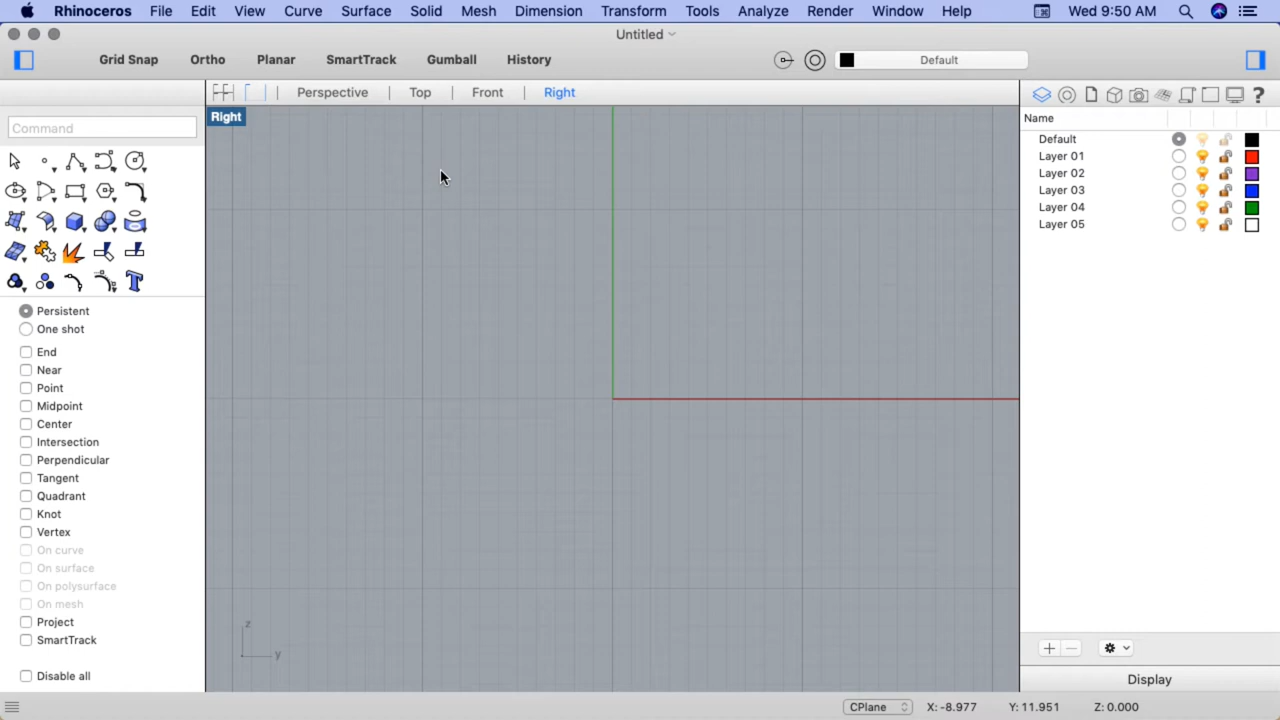 Rhinoceros File Edit View Curve Surface Solid Mesh Dimension Transform Tools Analyze Render Window Help Wed 9:50 AM
Untitled
Grid Snap Ortho Planar SmartTrack Gumball History Default
Perspective Top Front Right
Right
Command
Name
Default
Layer 01
Layer 02
Layer 03
Layer 04
Layer 05
Persistent
One shot
End
Near
Point
Midpoint
Center
Intersection
Perpendicular
Tangent
Quadrant
Knot
Vertex
On curve
On surface
On polysurface
On mesh
Project
SmartTrack
Disable all
z
y
Display
CPlane X: -8.977 Y: 11.951 Z: 0.000